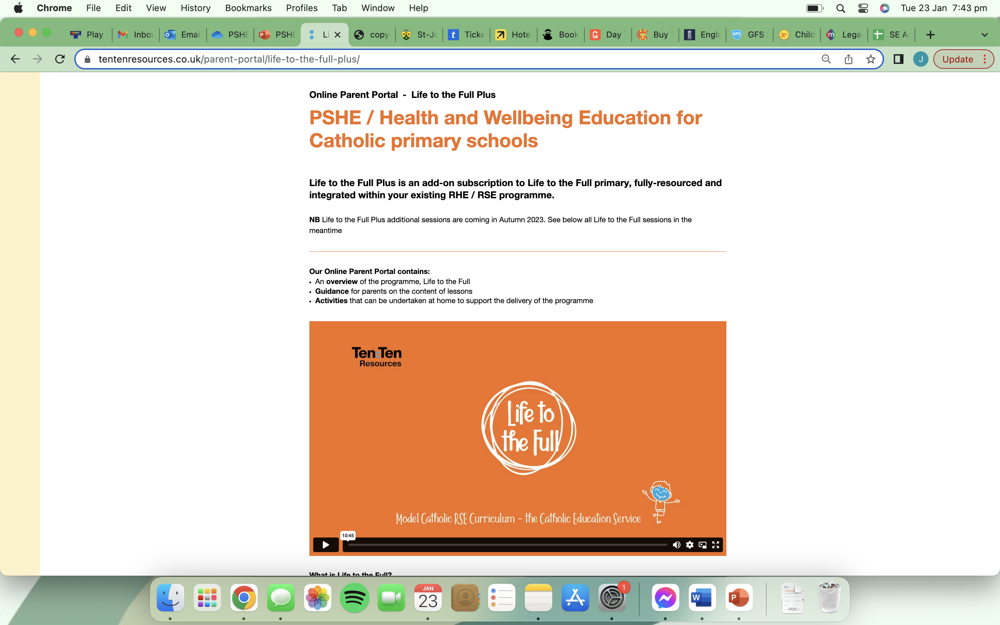 Chrome File Edit View History Bookmarks Profiles Tab Window Help Tue 23 Jan 7:43 pm
Play Inbo Emai PSHE PSHE Li copy St-Jo Ticke Hote Book Day Buy Engla GFS Child Lega SE A
tentenresources.co.uk/parent-portal/life-to-the-full-plus/ J Update
Online Parent Portal - Life to the Full Plus
PSHE / Health and Wellbeing Education for
Catholic primary schools
Life to the Full Plus is an add-on subscription to Life to the Full primary, fully-resourced and
integrated within your existing RHE / RSE programme.
NB Life to the Full Plus additional sessions are coming in Autumn 2023. See below all Life to the Full sessions in the
meantime
Our Online Parent Portal contains:
• An overview of the programme, Life to the Full
• Guidance for parents on the content of lessons
• Activities that can be undertaken at home to support the delivery of the programme
Ten:Ten
Resources
Life to
the Full
Model Catholic RSE Curriculum – the Catholic Education Service
10:45
What is Life to the Full?
JAN
23
1
W
P
PDF